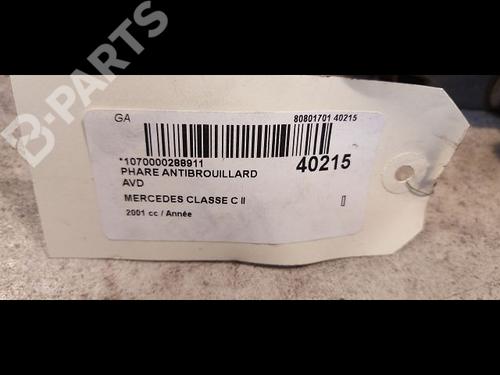 B-PARTS
GA 80801701 40215
*1070000288911 40215
PHARE ANTIBROUILLARD
AVD
MERCEDES CLASSE C II
2001 cc / Année